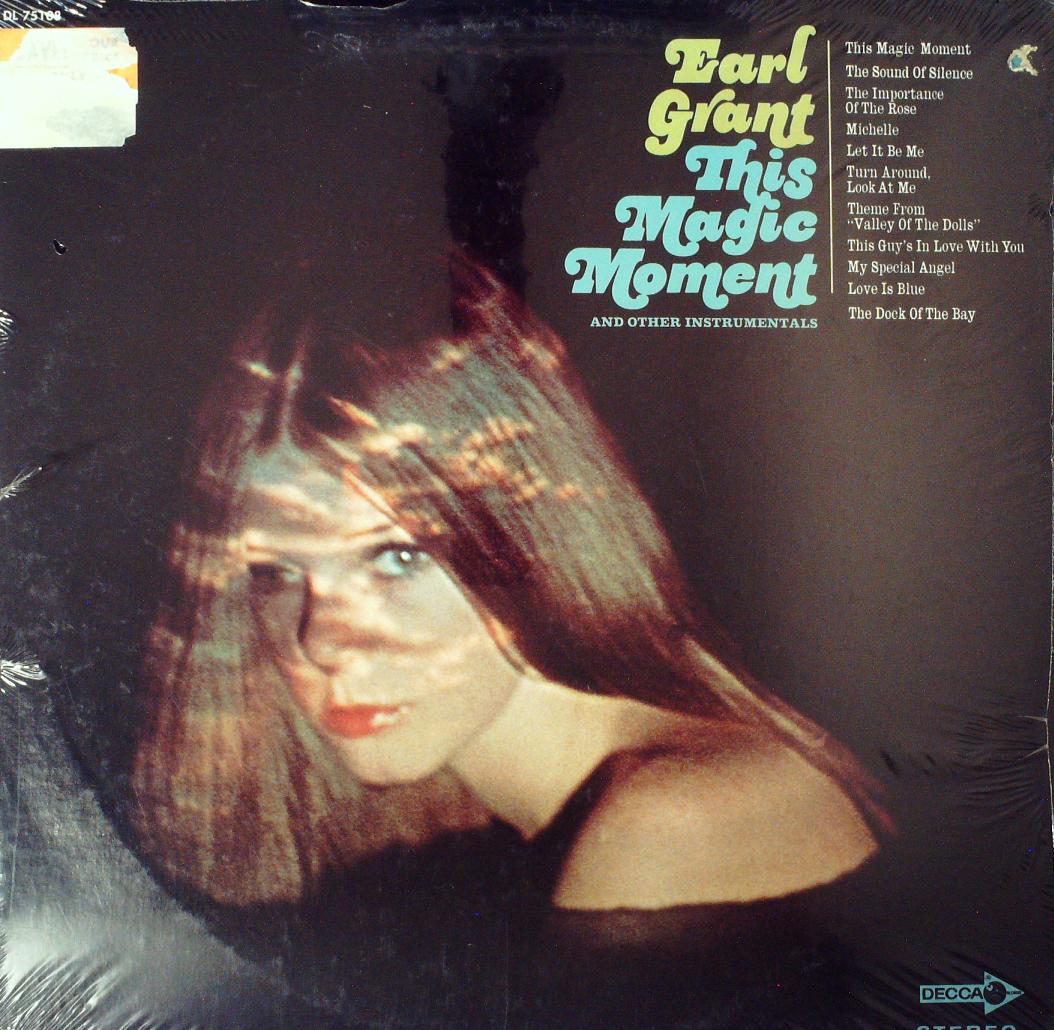 DL 75108
OUR
Earl
Grant
This
Magic
Moment
AND OTHER INSTRUMENTALS
This Magic Moment
The Sound Of Silence
The Importance
Of The Rose
Michelle
Let It Be Me
Turn Around,
Look At Me
Theme From
"Valley Of The Dolls"
This Guy's In Love With You
My Special Angel
Love Is Blue
The Dock Of The Bay
DECCA
STEREO